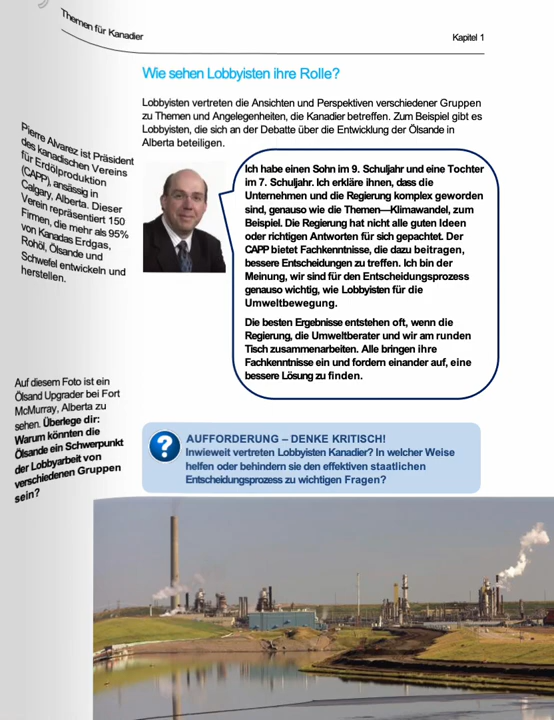 Themen für Kanadier
Kapitel 1
Wie sehen Lobbyisten ihre Rolle?
Lobbyisten vertreten die Ansichten und Perspektiven verschiedener Gruppen
zu Themen und Angelegenheiten, die Kanadier betreffen. Zum Beispiel gibt es
Lobbyisten, die sich an der Debatte über die Entwicklung der Ölsande in
Alberta beteiligen.
Pierre Alvarez ist Präsident
des kanadischen Vereins
für Erdölproduktion
(CAPP), ansässig in
Calgary, Alberta. Dieser
Verein repräsentiert 150
Firmen, die mehr als 95%
von Kanadas Erdgas,
Rohöl, Ölsande und
Schwefel entwickeln und
herstellen.
Ich habe einen Sohn im 9. Schuljahr und eine Tochter
im 7. Schuljahr. Ich erkläre ihnen, dass die
Unternehmen und die Regierung komplex geworden
sind, genauso wie die Themen—Klimawandel, zum
Beispiel. Die Regierung hat nicht alle guten Ideen
oder richtigen Antworten für sich gepachtet. Der
CAPP bietet Fachkenntnisse, die dazu beitragen,
bessere Entscheidungen zu treffen. Ich bin der
Meinung, wir sind für den Entscheidungsprozess
genauso wichtig, wie Lobbyisten für die
Umweltbewegung.
Die besten Ergebnisse entstehen oft, wenn die
Regierung, die Umweltberater und wir am runden
Tisch zusammenarbeiten. Alle bringen ihre
Fachkenntnisse ein und fordern einander auf, eine
bessere Lösung zu finden.
Auf diesem Foto ist ein
Ölsand Upgrader bei Fort
McMurray, Alberta zu
sehen. Überlege dir:
Warum könnten die
Ölsande ein Schwerpunkt
der Lobbyarbeit von
verschiedenen Gruppen
sein?
?
AUFFORDERUNG – DENKE KRITISCH!
Inwieweit vertreten Lobbyisten Kanadier? In welcher Weise
helfen oder behindern sie den effektiven staatlichen
Entscheidungsprozess zu wichtigen Fragen?